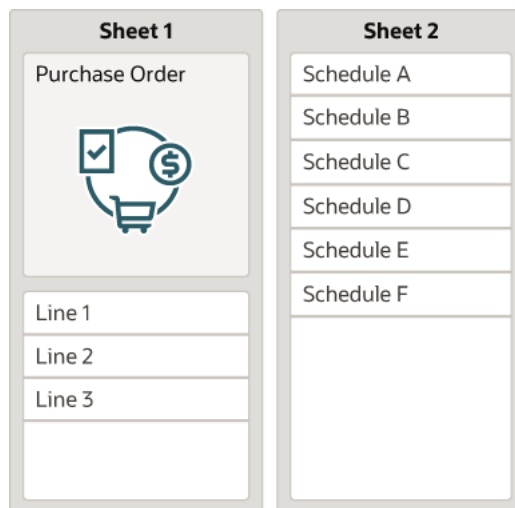 Sheet 1
Purchase Order
$
Line 1
Line 2
Line 3
Sheet 2
Schedule A
Schedule B
Schedule C
Schedule D
Schedule E
Schedule F